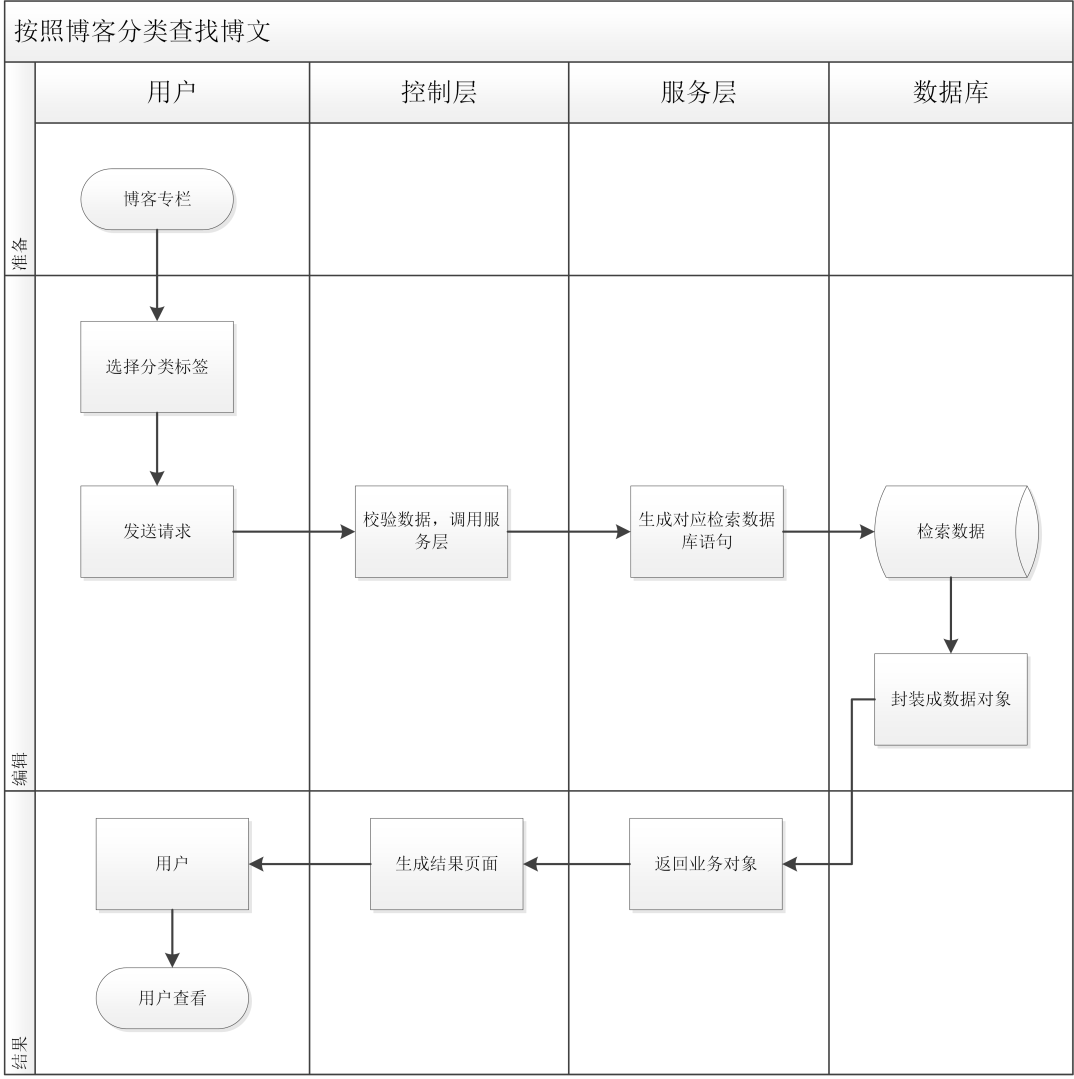 按照博客分类查找博文
用户
控制层
服务层
数据库
准备
博客专栏
编辑
选择分类标签
发送请求
校验数据，调用服
务层
生成对应检索数据
库语句
检索数据
封装成数据对象
结果
用户
生成结果页面
返回业务对象
用户查看